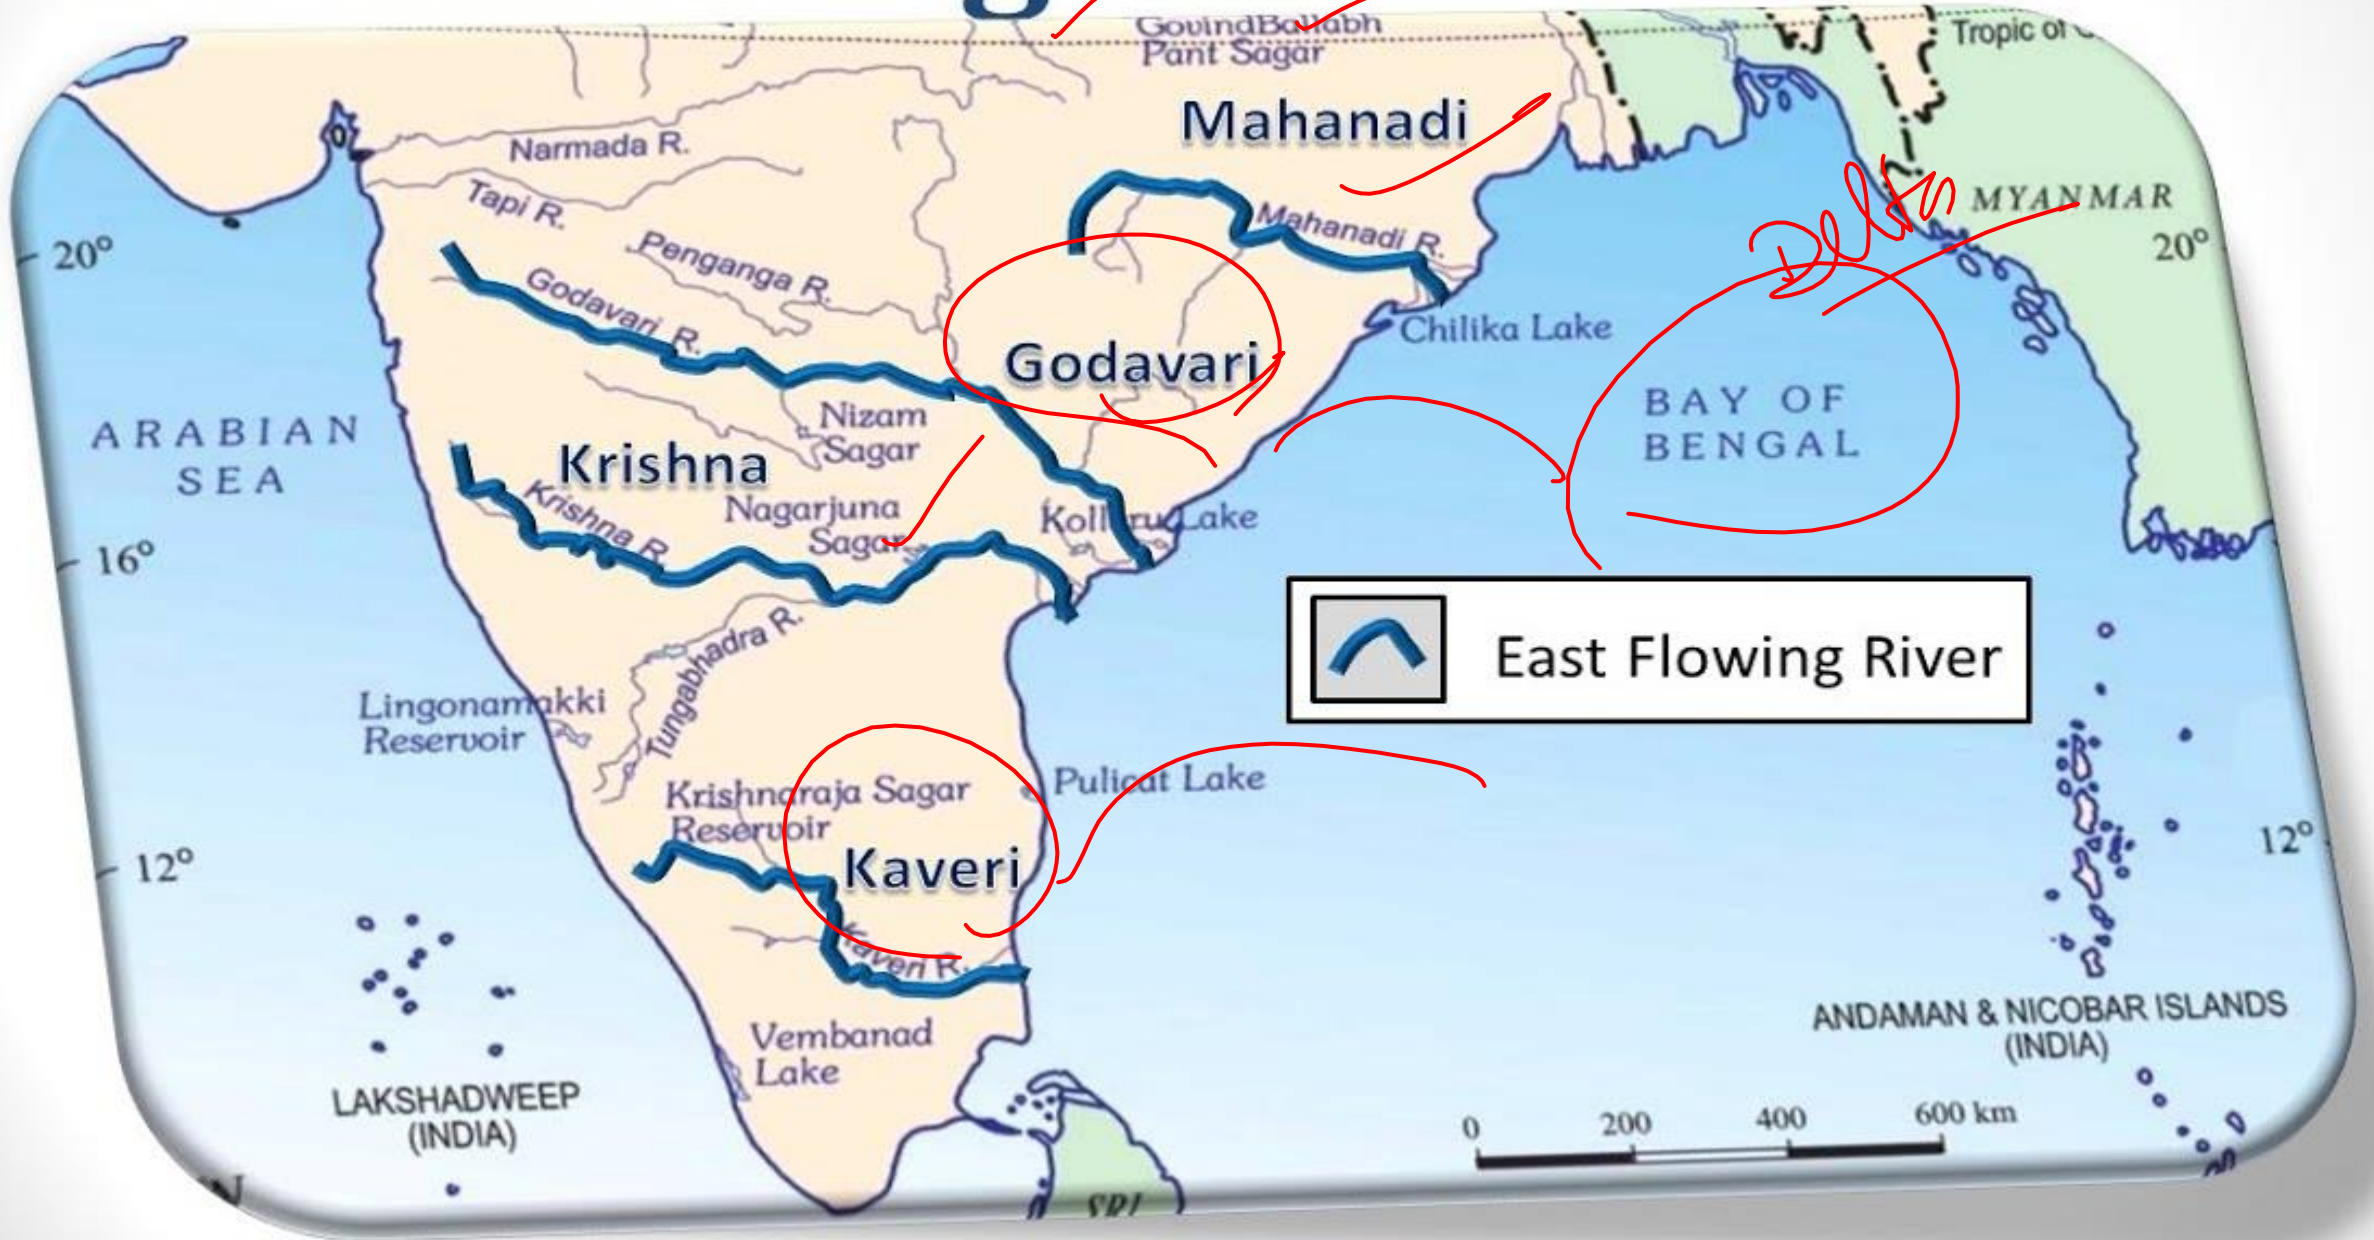 GovindBallabh
Pant Sagar
Tropic of
Mahanadi
Narmada R.
Tapi R.
Mahanadi R.
Delta
MYANMAR
20°
20°
Penganga R.
Godavari R.
Chilika Lake
Godavari
BAY OF
BENGAL
ARABIAN
SEA
Nizam
Sagar
Krishna
Krishna R.
Nagarjuna
Sagar
Kolleru Lake
16°
East Flowing River
Tungabhadra R.
Lingonamakki
Reservoir
Krishnaraja Sagar
Reservoir
Pulicat Lake
Kaveri
12°
12°
Kaveri R.
Vembanad
Lake
ANDAMAN & NICOBAR ISLANDS
(INDIA)
LAKSHADWEEP
(INDIA)
0 200 400 600 km
SRI